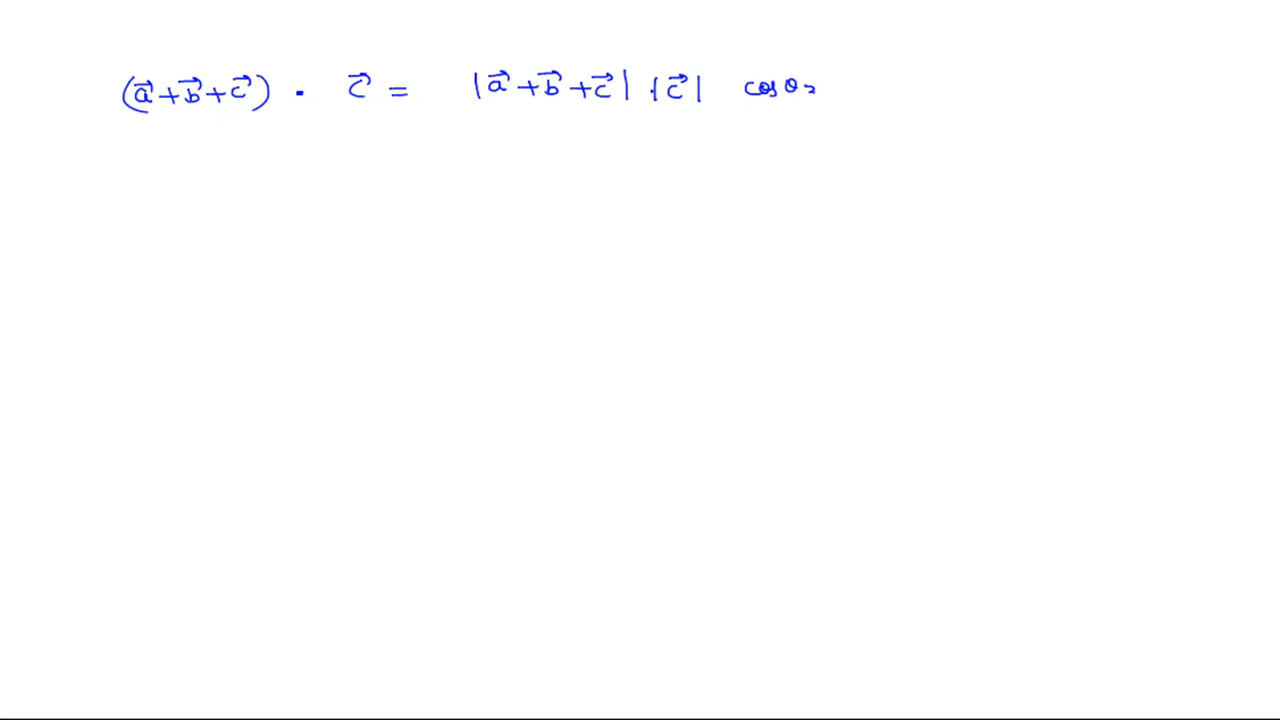 (a⃗+b⃗+c⃗) · c⃗ = |a⃗+b⃗+c⃗| · |c⃗| cosθ₂